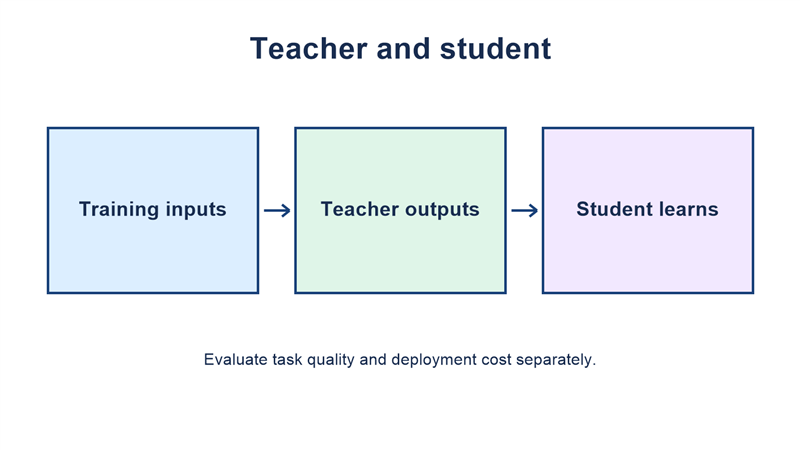 Teacher and student
Training inputs
Teacher outputs
Student learns
Evaluate task quality and deployment cost separately.